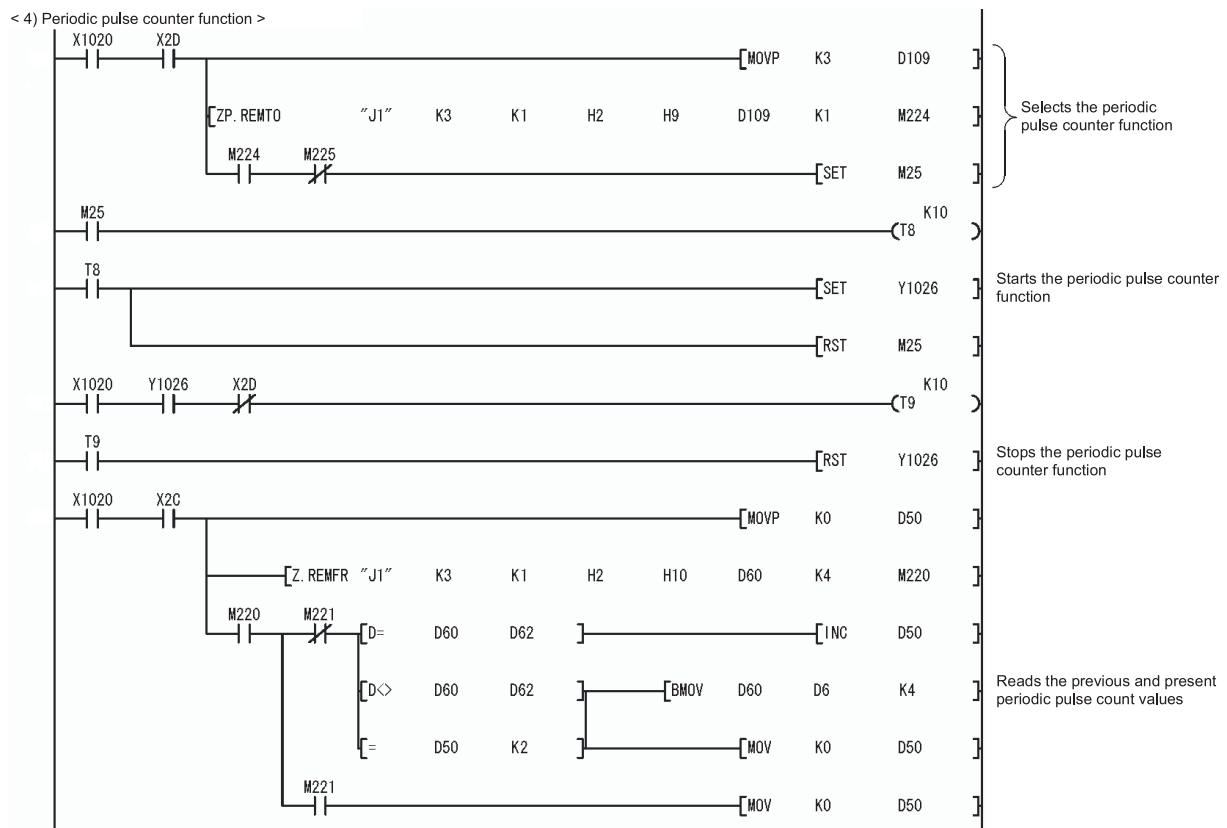 < 4) Periodic pulse counter function >
X1020 X2D
[MOVP K3 D109 ]
Selects the periodic
pulse counter function
[ZP.REMTO "J1" K3 K1 H2 H9 D109 K1 M224 ]
M224 M225
[SET M25 ]
M25 K10
(T8 )
T8
[SET Y1026 ]
Starts the periodic pulse counter
function
[RST M25 ]
X1020 Y1026 X2D K10
(T9 )
T9
[RST Y1026 ]
Stops the periodic pulse
counter function
X1020 X2C
[MOVP K0 D50 ]
[Z.REMFR "J1" K3 K1 H2 H10 D60 K4 M220 ]
M220 M221
[D= D60 D62 ] [INC D50 ]
[D<> D60 D62 ] [BMOV D60 D6 K4 ]
Reads the previous and present
periodic pulse count values
[= D50 K2 ] [MOV K0 D50 ]
M221
[MOV K0 D50 ]